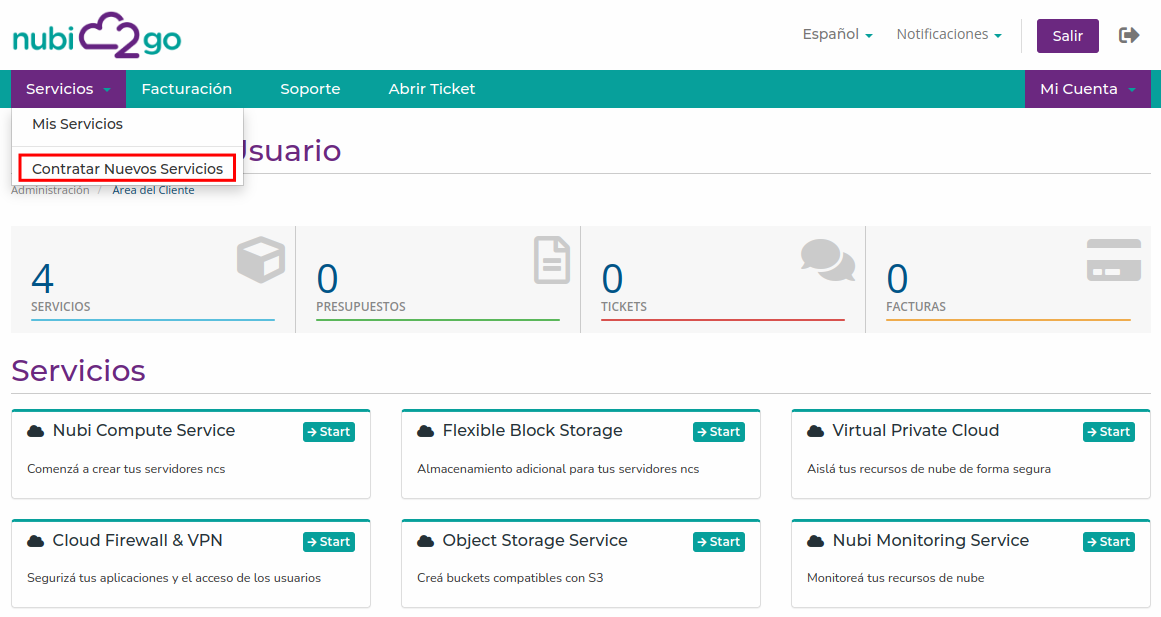 nubi2go
Español
Notificaciones
Salir
Servicios
Facturación
Soporte
Abrir Ticket
Mi Cuenta
Mis Servicios
Contratar Nuevos Servicios
Usuario
Administración / Área del Cliente
4
SERVICIOS
0
PRESUPUESTOS
0
TICKETS
0
FACTURAS
Servicios
Nubi Compute Service
Start
Comenzá a crear tus servidores ncs
Flexible Block Storage
Start
Almacenamiento adicional para tus servidores ncs
Virtual Private Cloud
Start
Aislá tus recursos de nube de forma segura
Cloud Firewall & VPN
Start
Segurizá tus aplicaciones y el acceso de los usuarios
Object Storage Service
Start
Creá buckets compatibles con S3
Nubi Monitoring Service
Start
Monitoreá tus recursos de nube